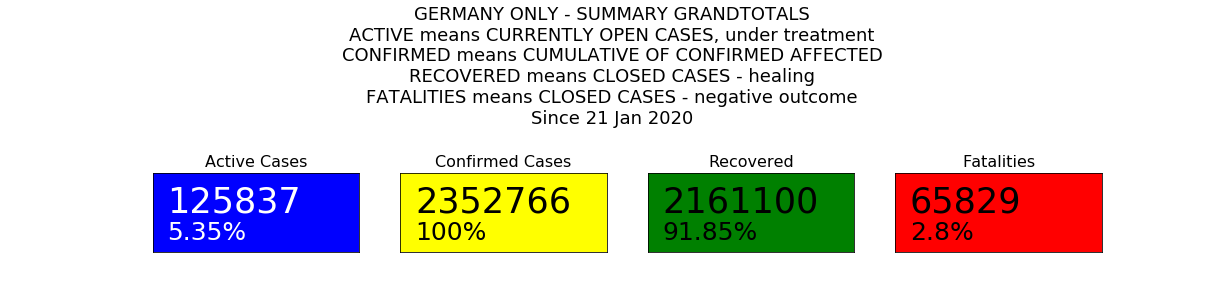 GERMANY ONLY - SUMMARY GRANDTOTALS
ACTIVE means CURRENTLY OPEN CASES, under treatment
CONFIRMED means CUMULATIVE OF CONFIRMED AFFECTED
RECOVERED means CLOSED CASES - healing
FATALITIES means CLOSED CASES - negative outcome
Since 21 Jan 2020
Active Cases
125837
5.35%
Confirmed Cases
2352766
100%
Recovered
2161100
91.85%
Fatalities
65829
2.8%